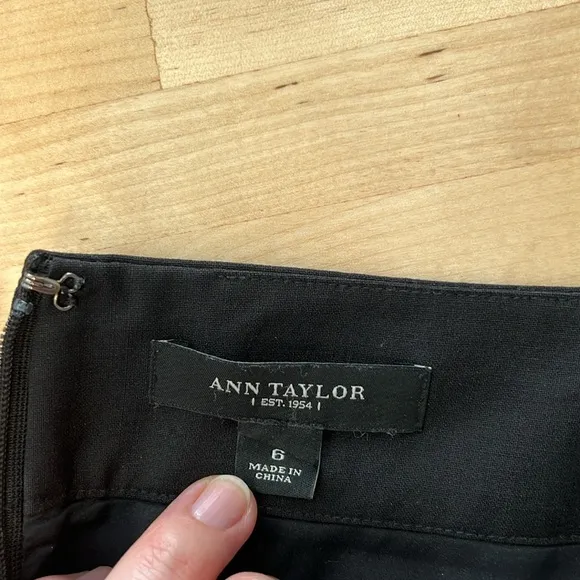 ANN TAYLOR
| EST. 1954 |
6
MADE IN
CHINA